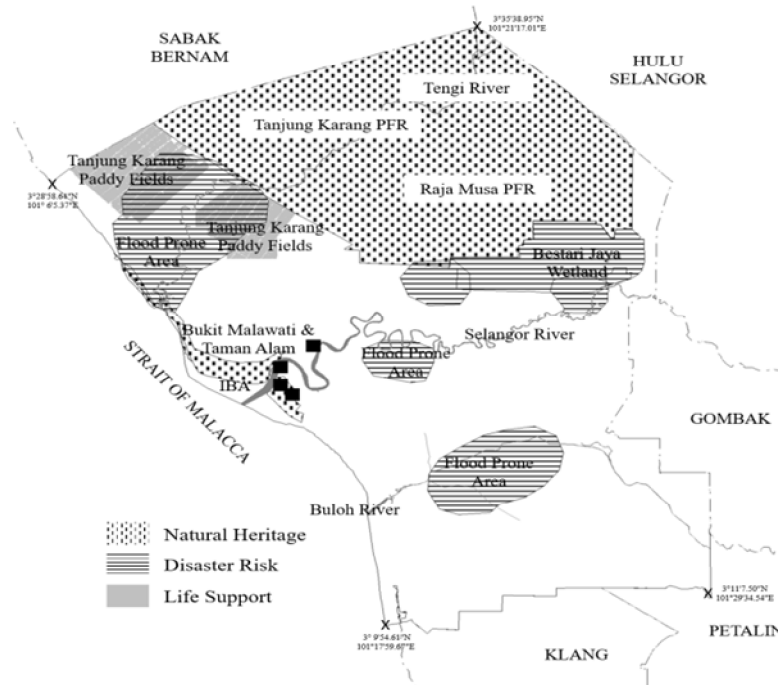 SABAK
BERNAM
3°35'38.95"N
101°21'17.01"E
HULU
SELANGOR
Tengi River
Tanjung Karang PFR
Tanjung Karang
Paddy Fields
Raja Musa PFR
3°28'58.64"N
101° 6'5.37"E
Tanjung Karang
Paddy Fields
Flood Prone
Area
Bestari Jaya
Wetland
Bukit Malawati &
Taman Alam
Selangor River
Flood Prone
Area
IBA
STRAIT OF MALACCA
GOMBAK
Flood Prone
Area
Buloh River
Natural Heritage
Disaster Risk
Life Support
3°11'7.50"N
101°29'34.54"E
3° 9'54.61"N
101°17'59.67"E
PETALIN
KLANG